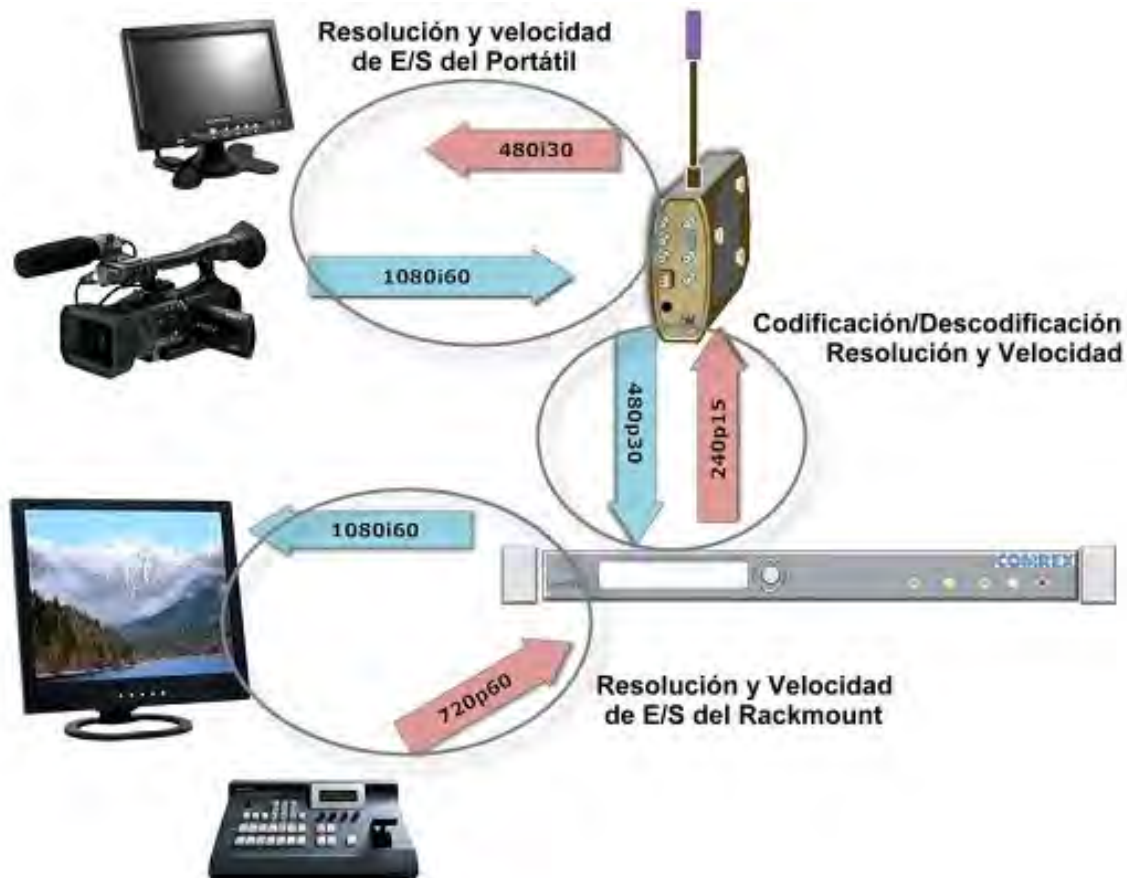 Resolución y velocidad
de E/S del Portátil
480i30
1080i60
Codificación/Descodificación
Resolución y Velocidad
480p30
240p15
1080i60
COMREX
720p60
Resolución y Velocidad
de E/S del Rackmount